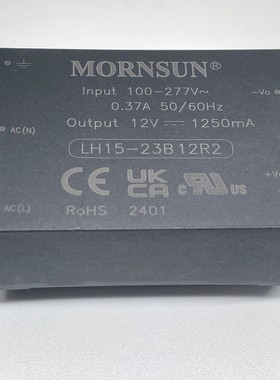 MORNSUN®
Input 100-277V~
0.37A 50/60Hz
Output 12V ⎓ 1250mA
LH15-23B12R2
CE UK CA c RU US
RoHS 2401
AC(N)
AC(L)
-Vo
+Vo